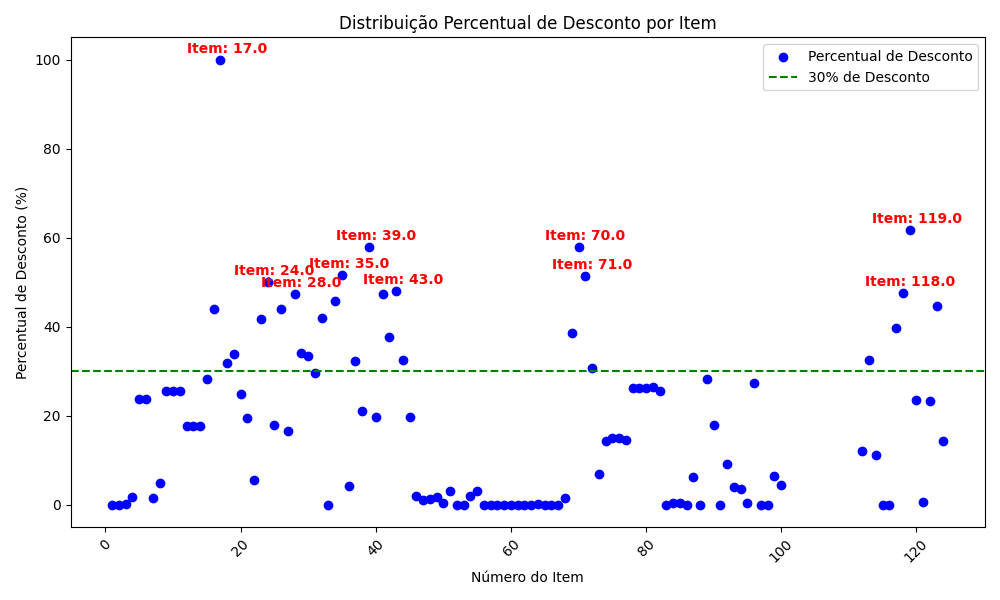 Distribuição Percentual de Desconto por Item
Percentual de Desconto
30% de Desconto
Item: 17.0
Item: 119.0
Item: 39.0
Item: 70.0
Item: 35.0
Item: 71.0
Item: 24.0
Item: 28.0
Item: 43.0
Item: 118.0
Percentual de Desconto (%)
100
80
60
40
20
0
0
20
40
60
80
100
120
Número do Item